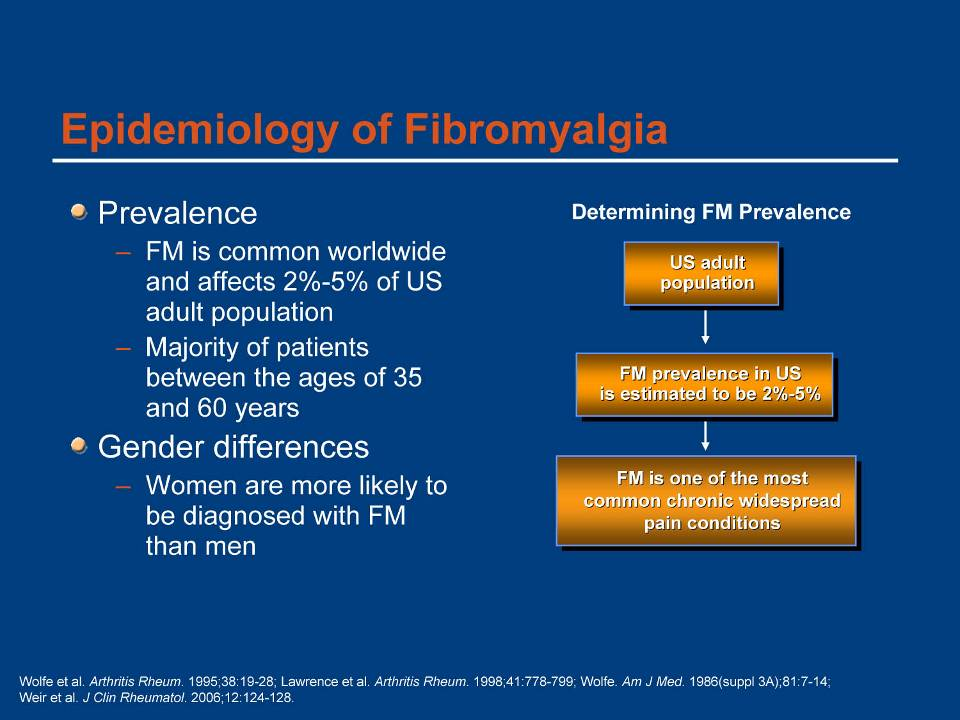 Epidemiology of Fibromyalgia
Prevalence
– FM is common worldwide
and affects 2%-5% of US
adult population
– Majority of patients
between the ages of 35
and 60 years
Gender differences
– Women are more likely to
be diagnosed with FM
than men
Determining FM Prevalence
US adult
population
FM prevalence in US
is estimated to be 2%-5%
FM is one of the most
common chronic widespread
pain conditions
Wolfe et al. Arthritis Rheum. 1995;38:19-28; Lawrence et al. Arthritis Rheum. 1998;41:778-799; Wolfe. Am J Med. 1986(suppl 3A);81:7-14;
Weir et al. J Clin Rheumatol. 2006;12:124-128.